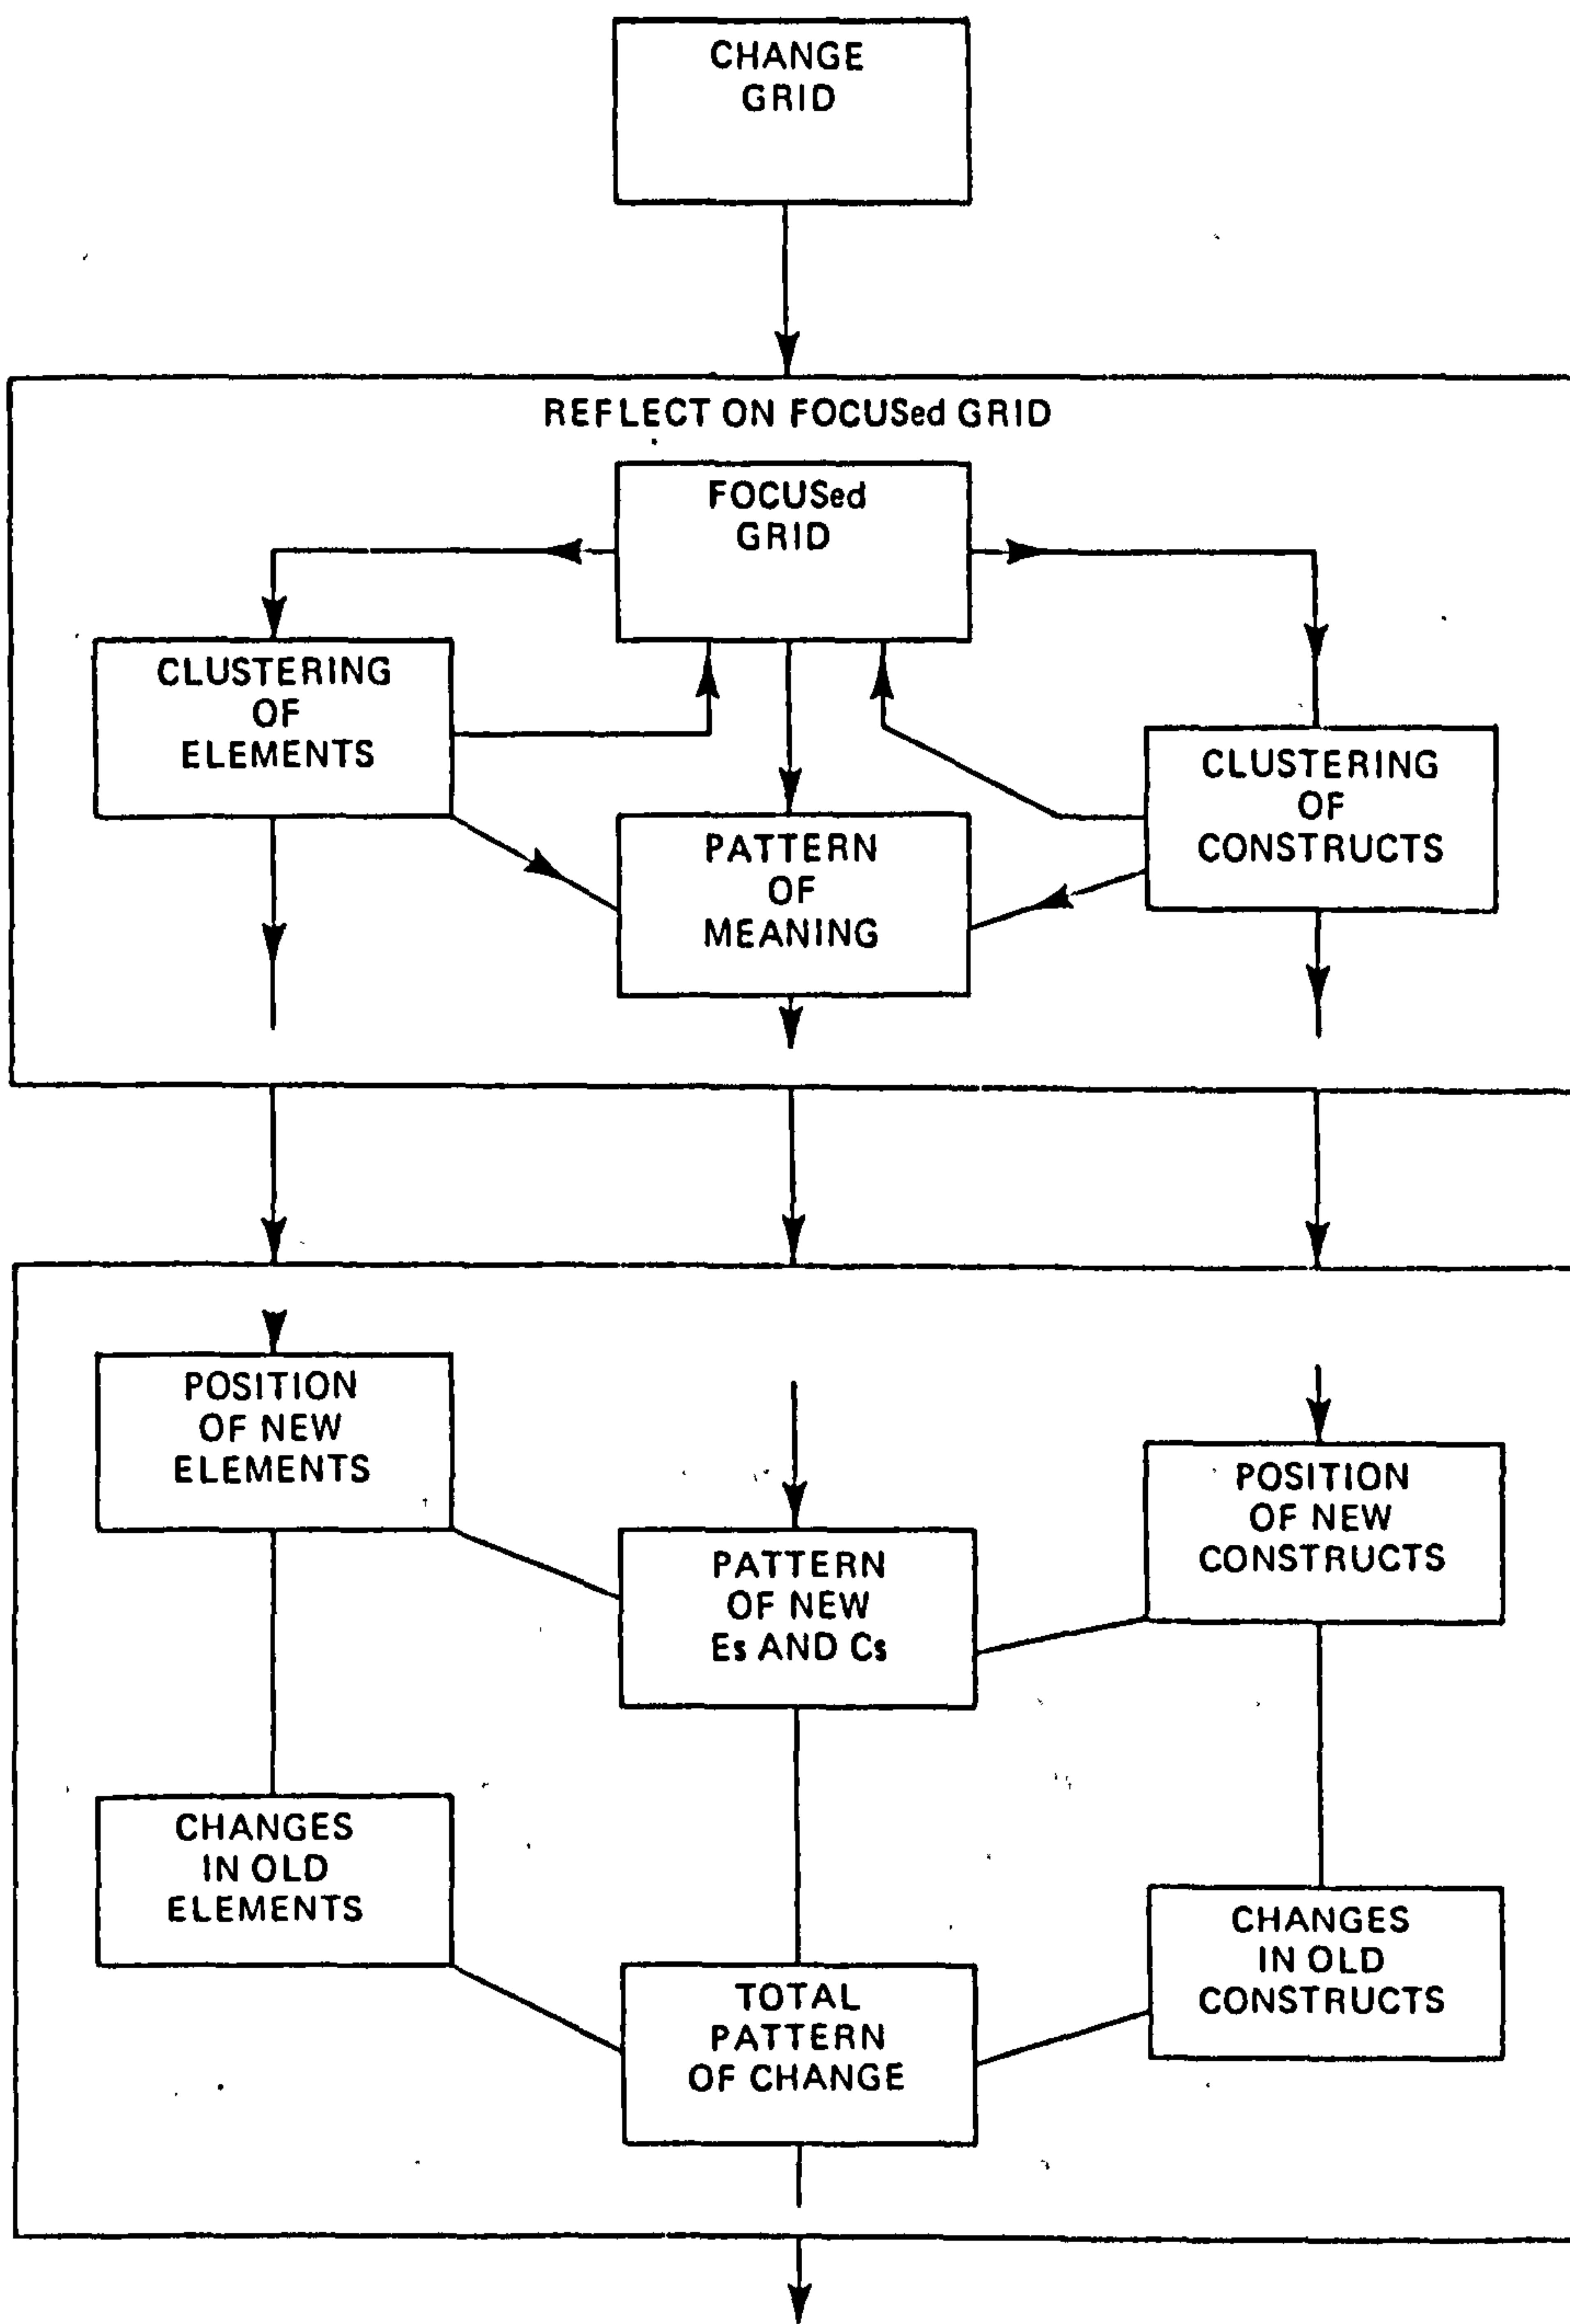 CHANGE
GRID
REFLECT ON FOCUSed GRID
FOCUSed
GRID
CLUSTERING
OF
ELEMENTS
CLUSTERING
OF
CONSTRUCTS
PATTERN
OF
MEANING
POSITION
OF NEW
ELEMENTS
POSITION
OF NEW
CONSTRUCTS
PATTERN
OF NEW
Es AND Cs
CHANGES
IN OLD
ELEMENTS
CHANGES
IN OLD
CONSTRUCTS
TOTAL
PATTERN
OF CHANGE